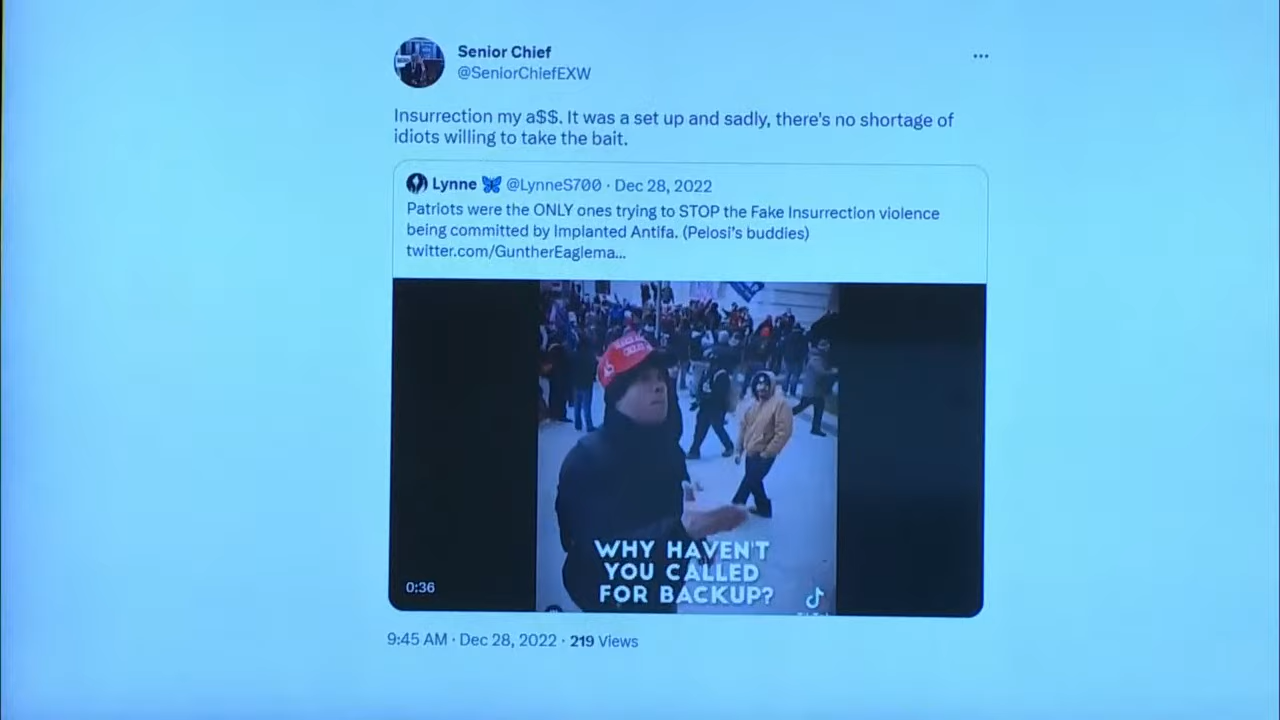 Senior Chief
@SeniorChiefEXW
Insurrection my a$$. It was a set up and sadly, there's no shortage of
idiots willing to take the bait.
Lynne 🦋 @LynneS700 · Dec 28, 2022
Patriots were the ONLY ones trying to STOP the Fake Insurrection violence
being committed by Implanted Antifa. (Pelosi's buddies)
twitter.com/GuntherEaglema...
WHY HAVEN'T
YOU CALLED
FOR BACKUP?
0:36
9:45 AM · Dec 28, 2022 · 219 Views